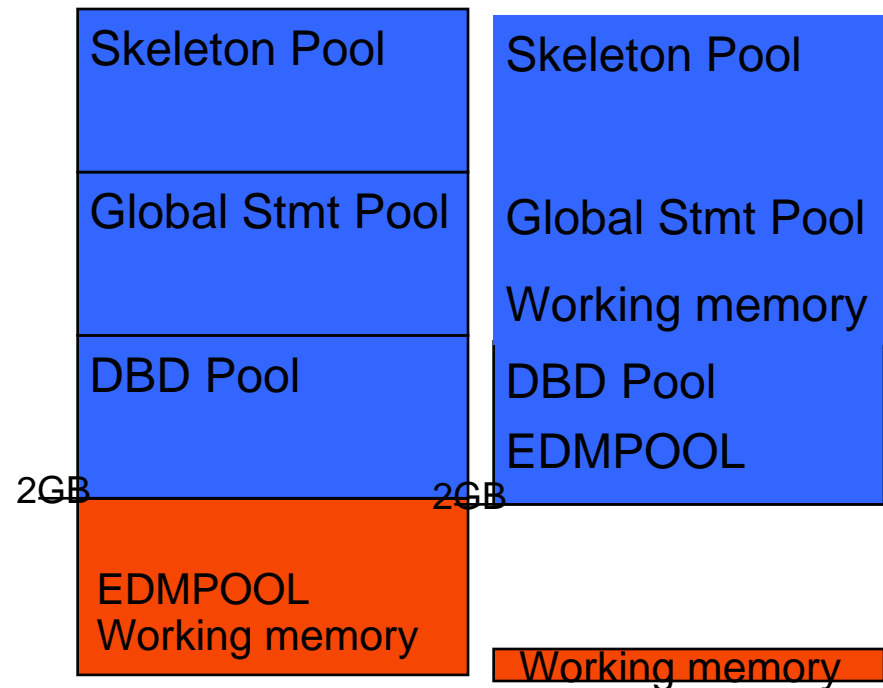 Skeleton Pool
Global Stmt Pool
DBD Pool
2GB
EDMPOOL
Working memory
Skeleton Pool
Global Stmt Pool
Working memory
DBD Pool
EDMPOOL
2GB
Working memory